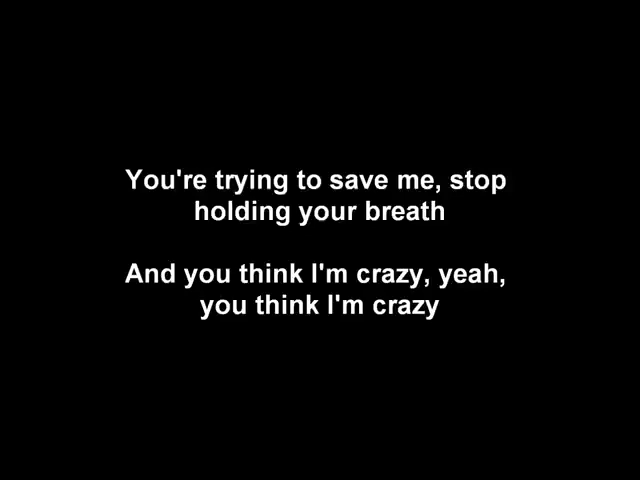 You're trying to save me, stop
holding your breath
And you think I'm crazy, yeah,
you think I'm crazy